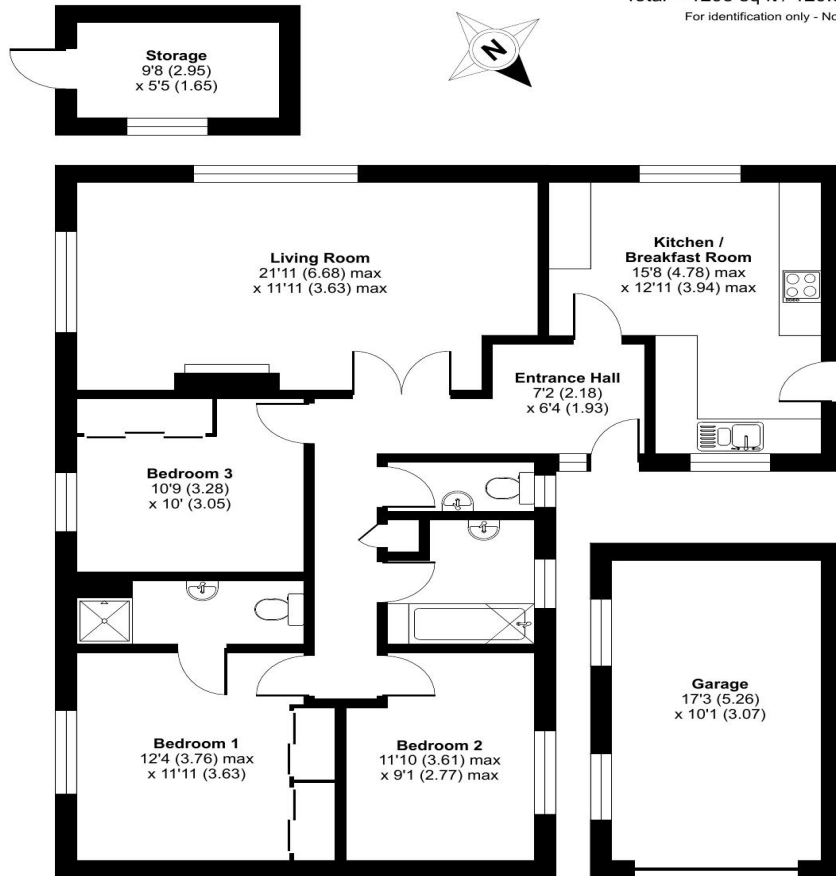 For identification only - No
N
Storage
9'8 (2.95)
x 5'5 (1.65)
Living Room
21'11 (6.68) max
x 11'11 (3.63) max
Kitchen /
Breakfast Room
15'8 (4.78) max
x 12'11 (3.94) max
Entrance Hall
7'2 (2.18)
x 6'4 (1.93)
Bedroom 3
10'9 (3.28)
x 10' (3.05)
Garage
17'3 (5.26)
x 10'1 (3.07)
Bedroom 1
12'4 (3.76) max
x 11'11 (3.63)
Bedroom 2
11'10 (3.61) max
x 9'1 (2.77) max